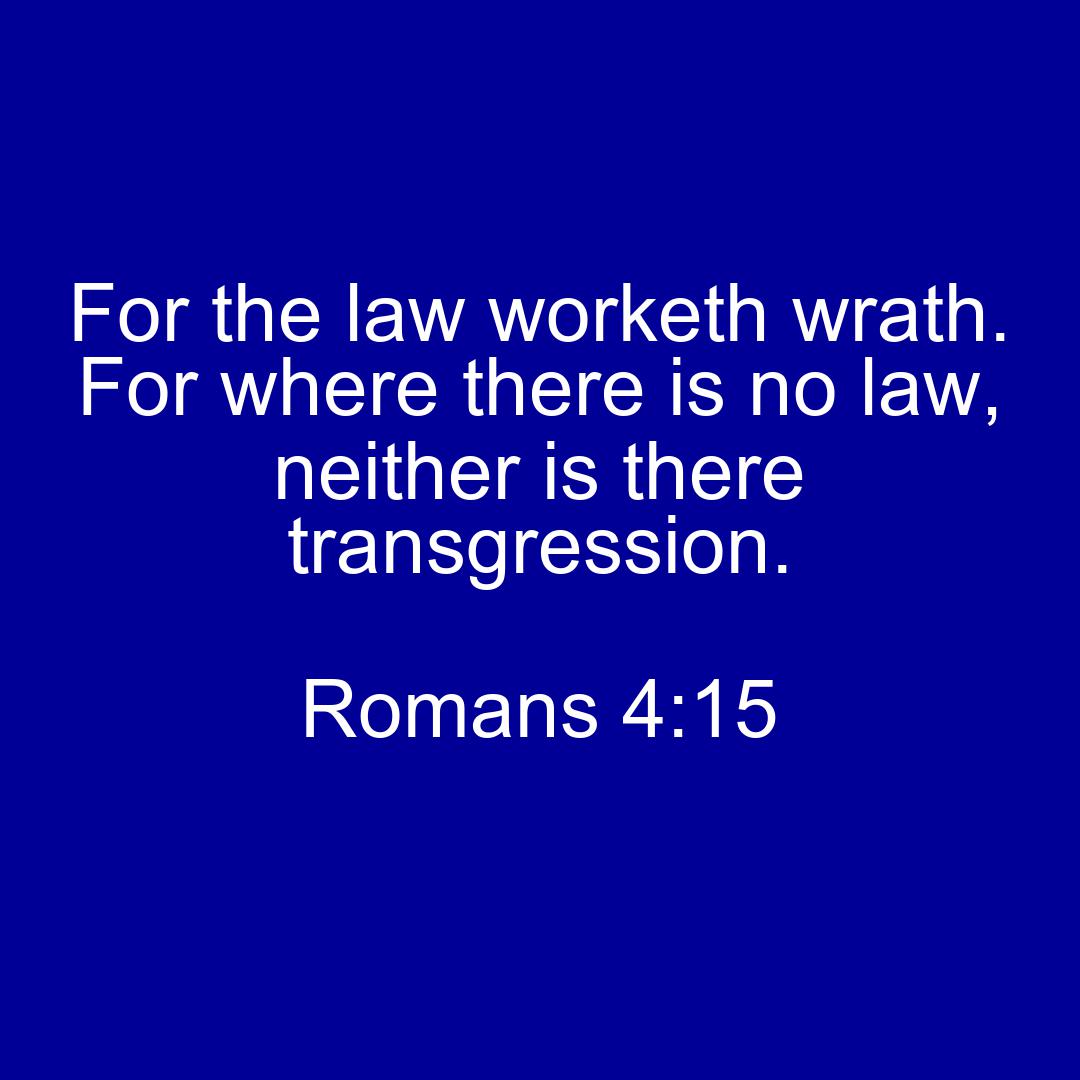 For the law worketh wrath.
For where there is no law,
neither is there
transgression.
Romans 4:15